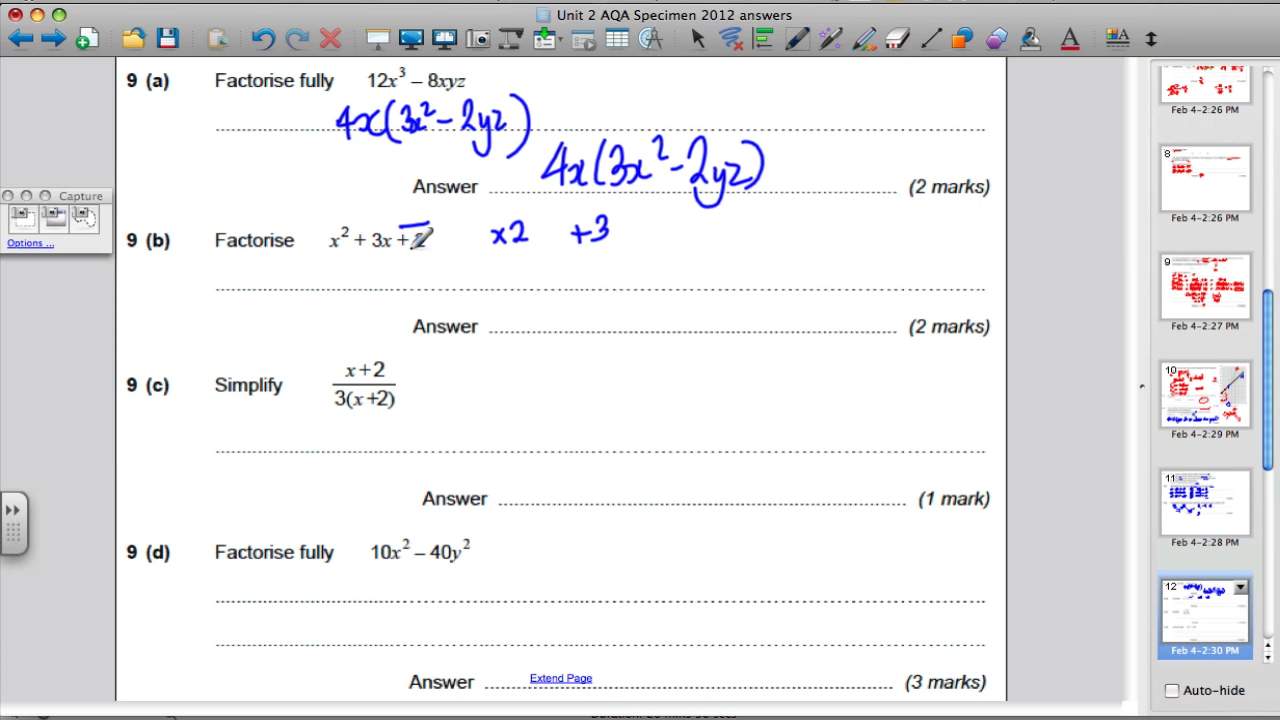 Unit 2 AQA Specimen 2012 answers
9 (a) Factorise fully 12x³ – 8xyz
4x(3x² – 2yz)
4x(3x² – 2yz)
Answer (2 marks)
Capture
Options ...
9 (b) Factorise x² + 3x + 2 x2 +3
Answer (2 marks)
9 (c) Simplify x+2
3(x+2)
Answer (1 mark)
9 (d) Factorise fully 10x² – 40y²
Answer (3 marks)
Extend Page
Feb 4-2:26 PM
8
Feb 4-2:26 PM
9
Feb 4-2:27 PM
10
Feb 4-2:29 PM
11
Feb 4-2:28 PM
12
Feb 4-2:30 PM
Auto-hide